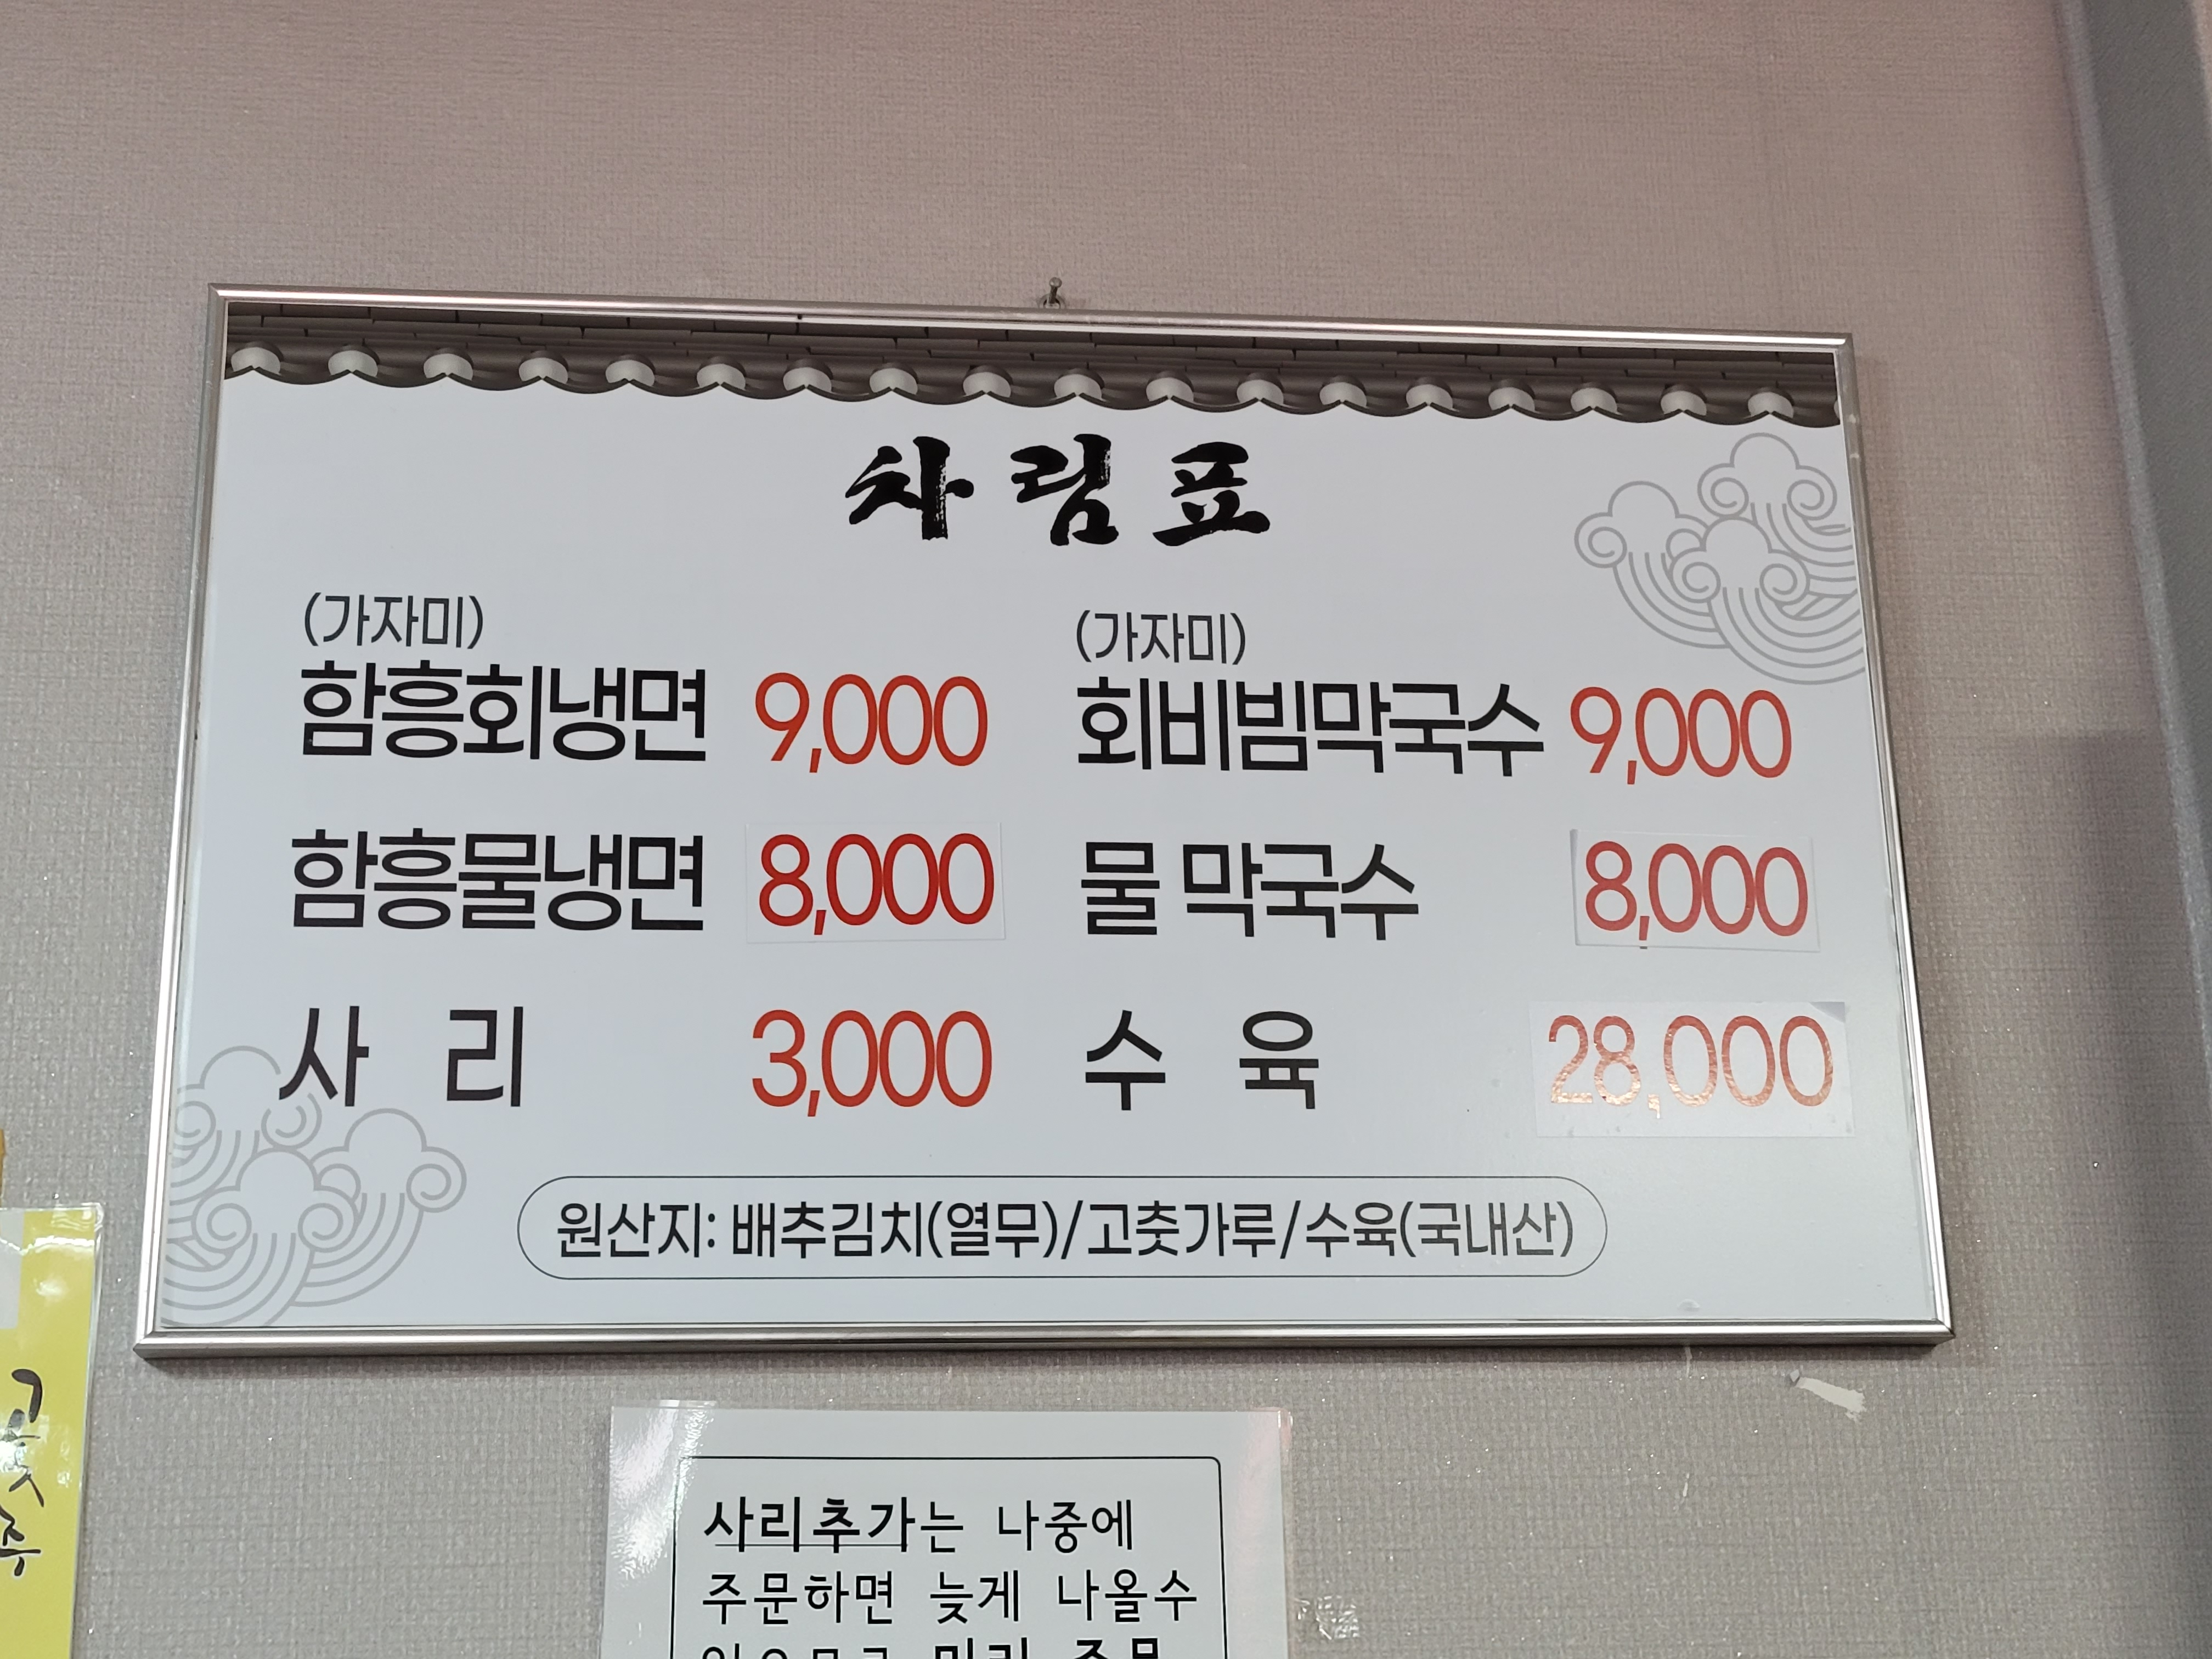 차림표
(가자미)
함흥회냉면 9,000
(가자미)
회비빔막국수 9,000
함흥물냉면 8,000
물 막국수 8,000
사 리 3,000
수 육 28,000
원산지: 배추김치(열무)/고춧가루/수육(국내산)
사리추가는 나중에
주문하면 늦게 나올수